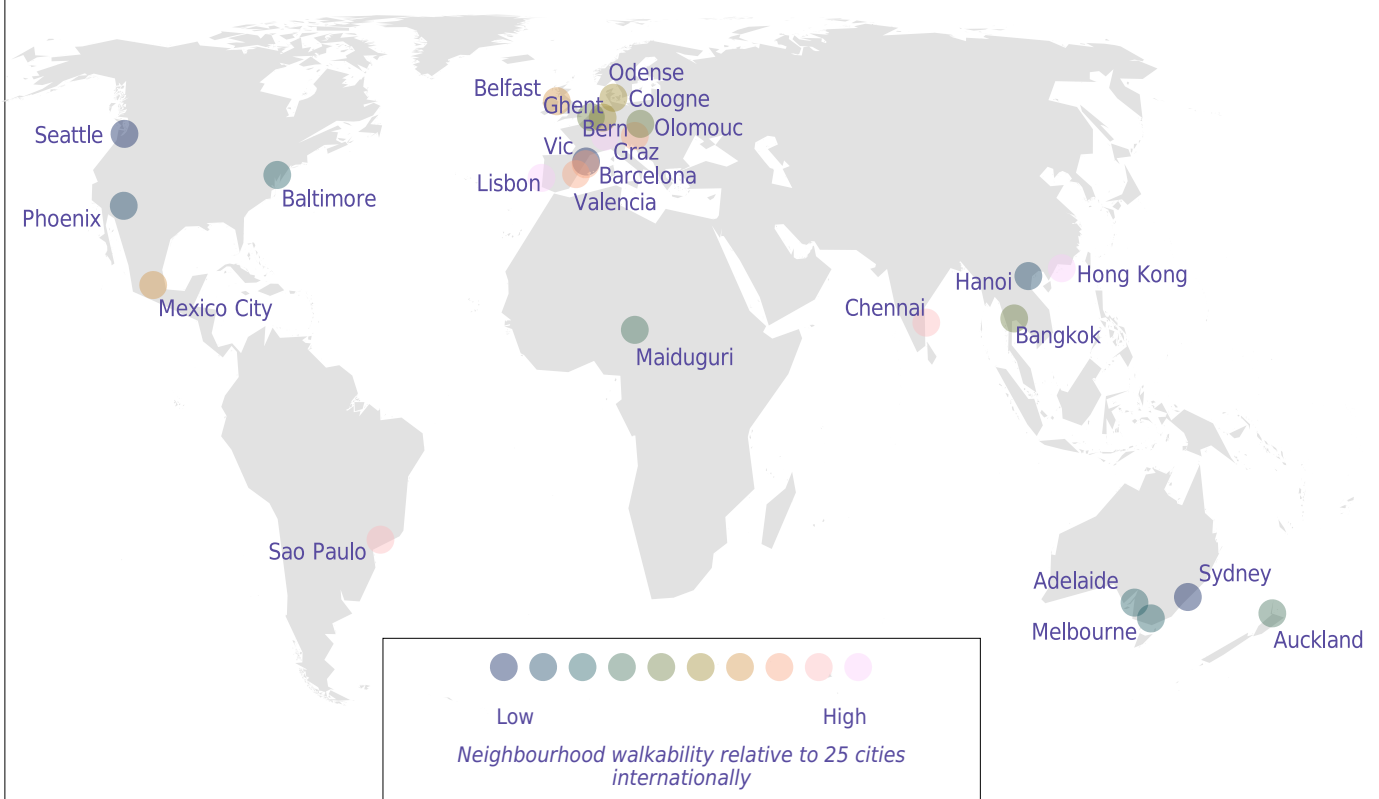 Odense
Belfast
Cologne
Ghent
Bern
Olomouc
Seattle
Vic
Graz
Barcelona
Lisbon
Baltimore
Valencia
Phoenix
Hanoi
Hong Kong
Mexico City
Chennai
Bangkok
Maiduguri
Sao Paulo
Adelaide
Sydney
Melbourne
Auckland
Low
High
Neighbourhood walkability relative to 25 cities
internationally